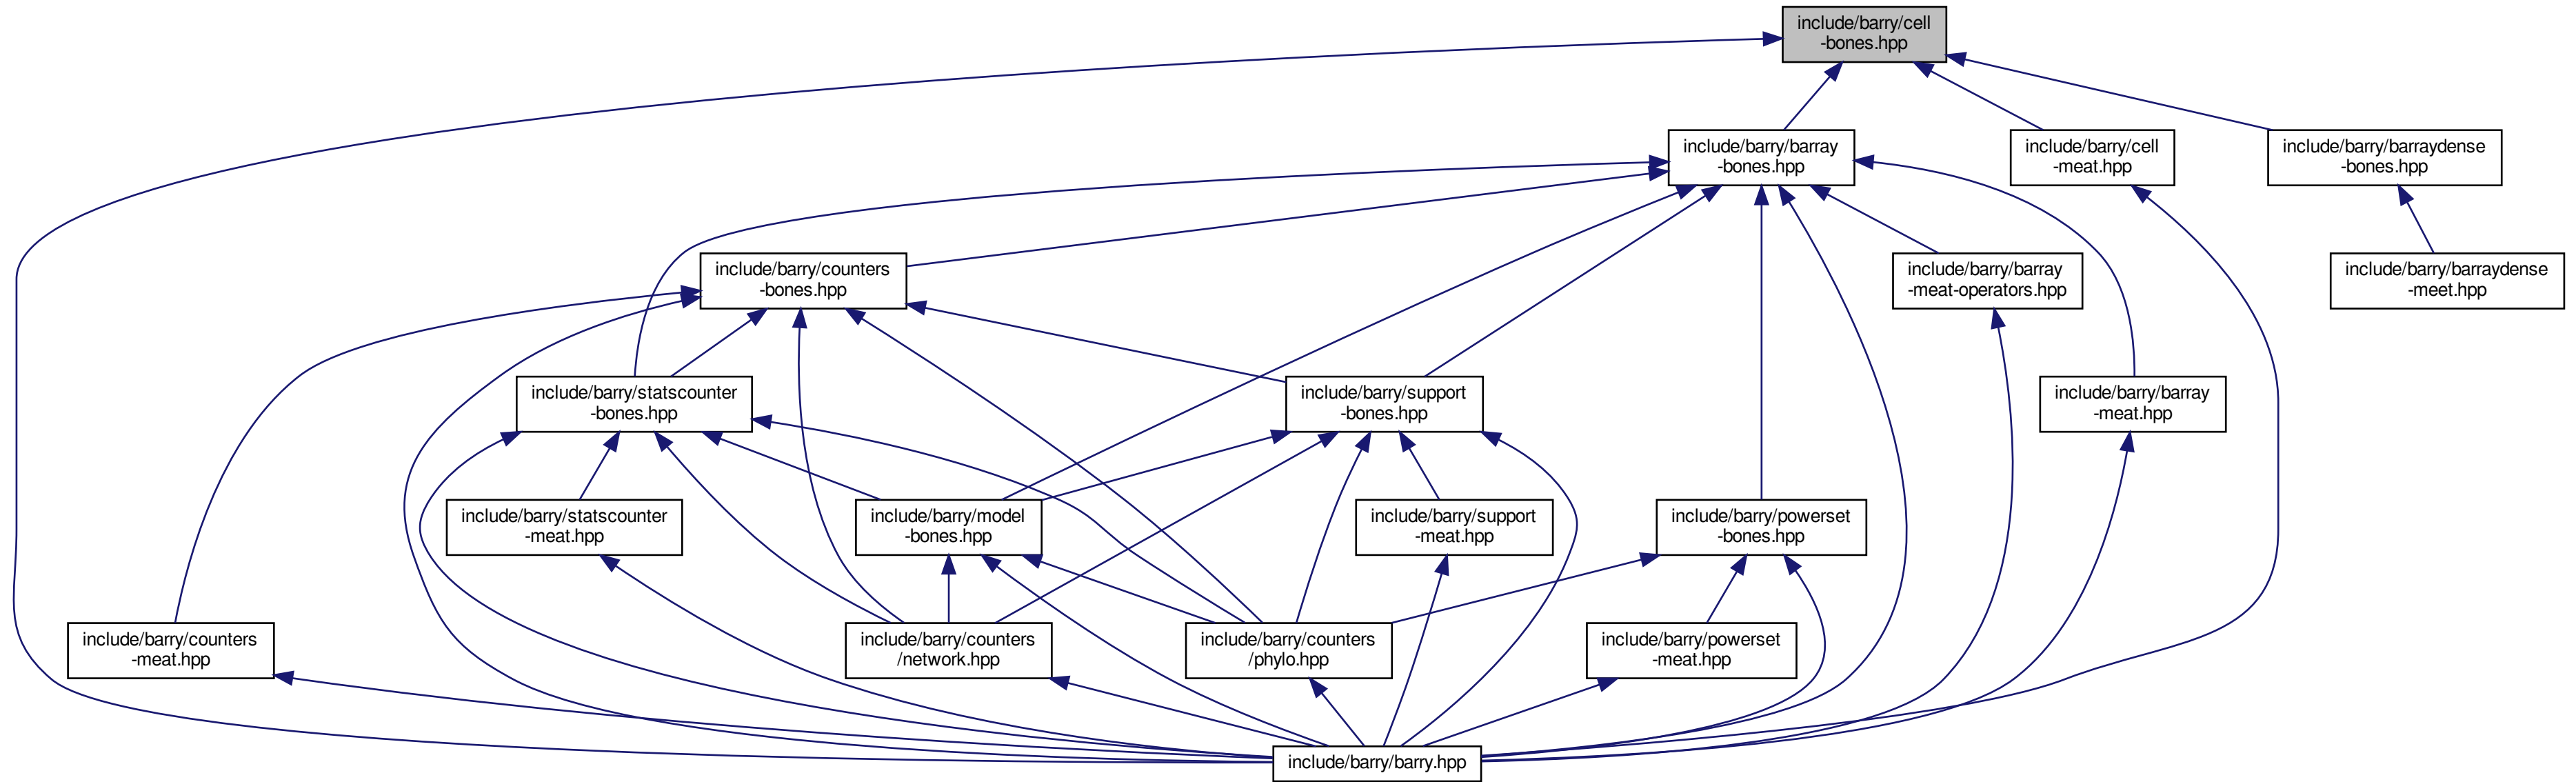 include/barry/cell
-bones.hpp
include/barry/barray
-bones.hpp
include/barry/cell
-meat.hpp
include/barry/barraydense
-bones.hpp
include/barry/counters
-bones.hpp
include/barry/barray
-meat-operators.hpp
include/barry/barraydense
-meet.hpp
include/barry/statscounter
-bones.hpp
include/barry/support
-bones.hpp
include/barry/barray
-meat.hpp
include/barry/statscounter
-meat.hpp
include/barry/model
-bones.hpp
include/barry/support
-meat.hpp
include/barry/powerset
-bones.hpp
include/barry/counters
-meat.hpp
include/barry/counters
/network.hpp
include/barry/counters
/phylo.hpp
include/barry/powerset
-meat.hpp
include/barry/barry.hpp